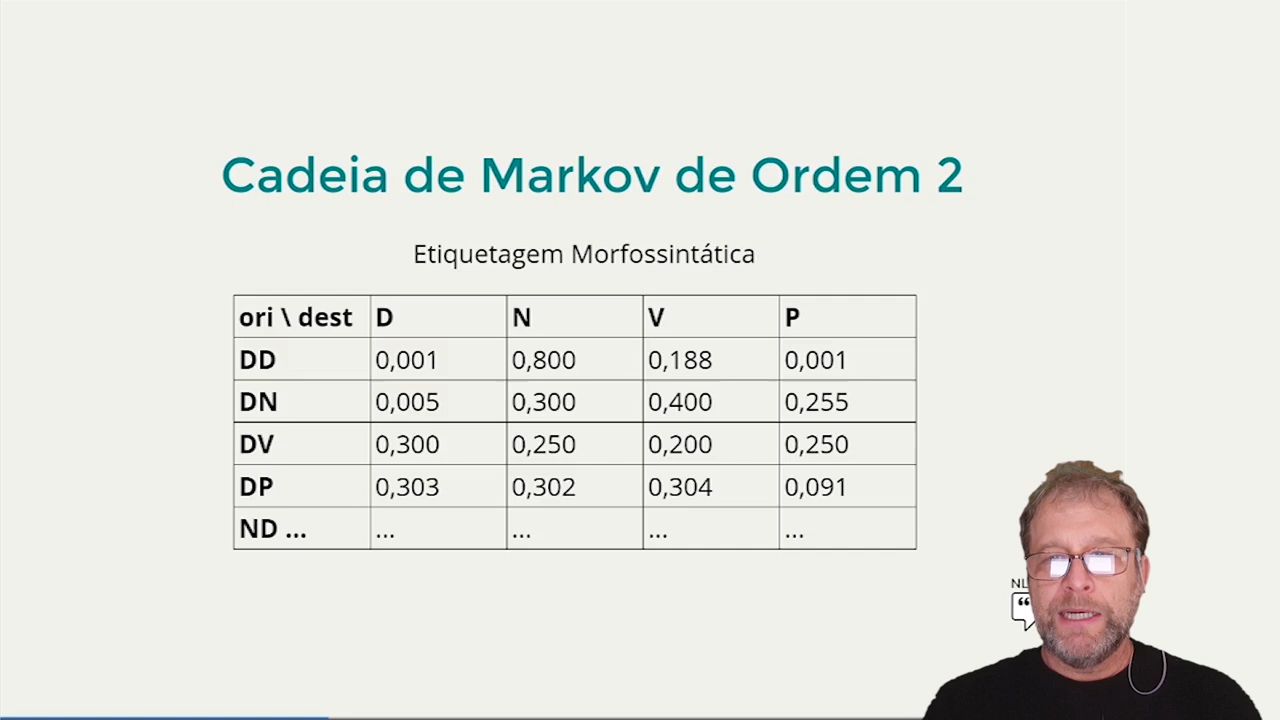 Cadeia de Markov de Ordem 2
Etiquetagem Morfossintática
ori \ dest D N V P
DD 0,001 0,800 0,188 0,001
DN 0,005 0,300 0,400 0,255
DV 0,300 0,250 0,200 0,250
DP 0,303 0,302 0,304 0,091
ND ... ... ... ... ...